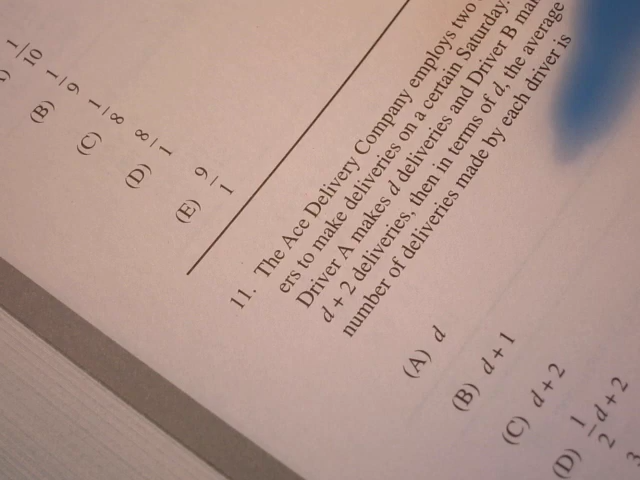 1
10
(B) 1/9
(C) 1/8
(D) 8/1
(E) 9/1
11. The Ace Delivery Company employs two
ers to make deliveries on a certain Saturday.
Driver A makes d deliveries and Driver B
d + 2 deliveries, then in terms of d, the average
number of deliveries made by each driver is
(A) d
(B) d + 1
(C) d + 2
(D) 1/2 d + 2
3